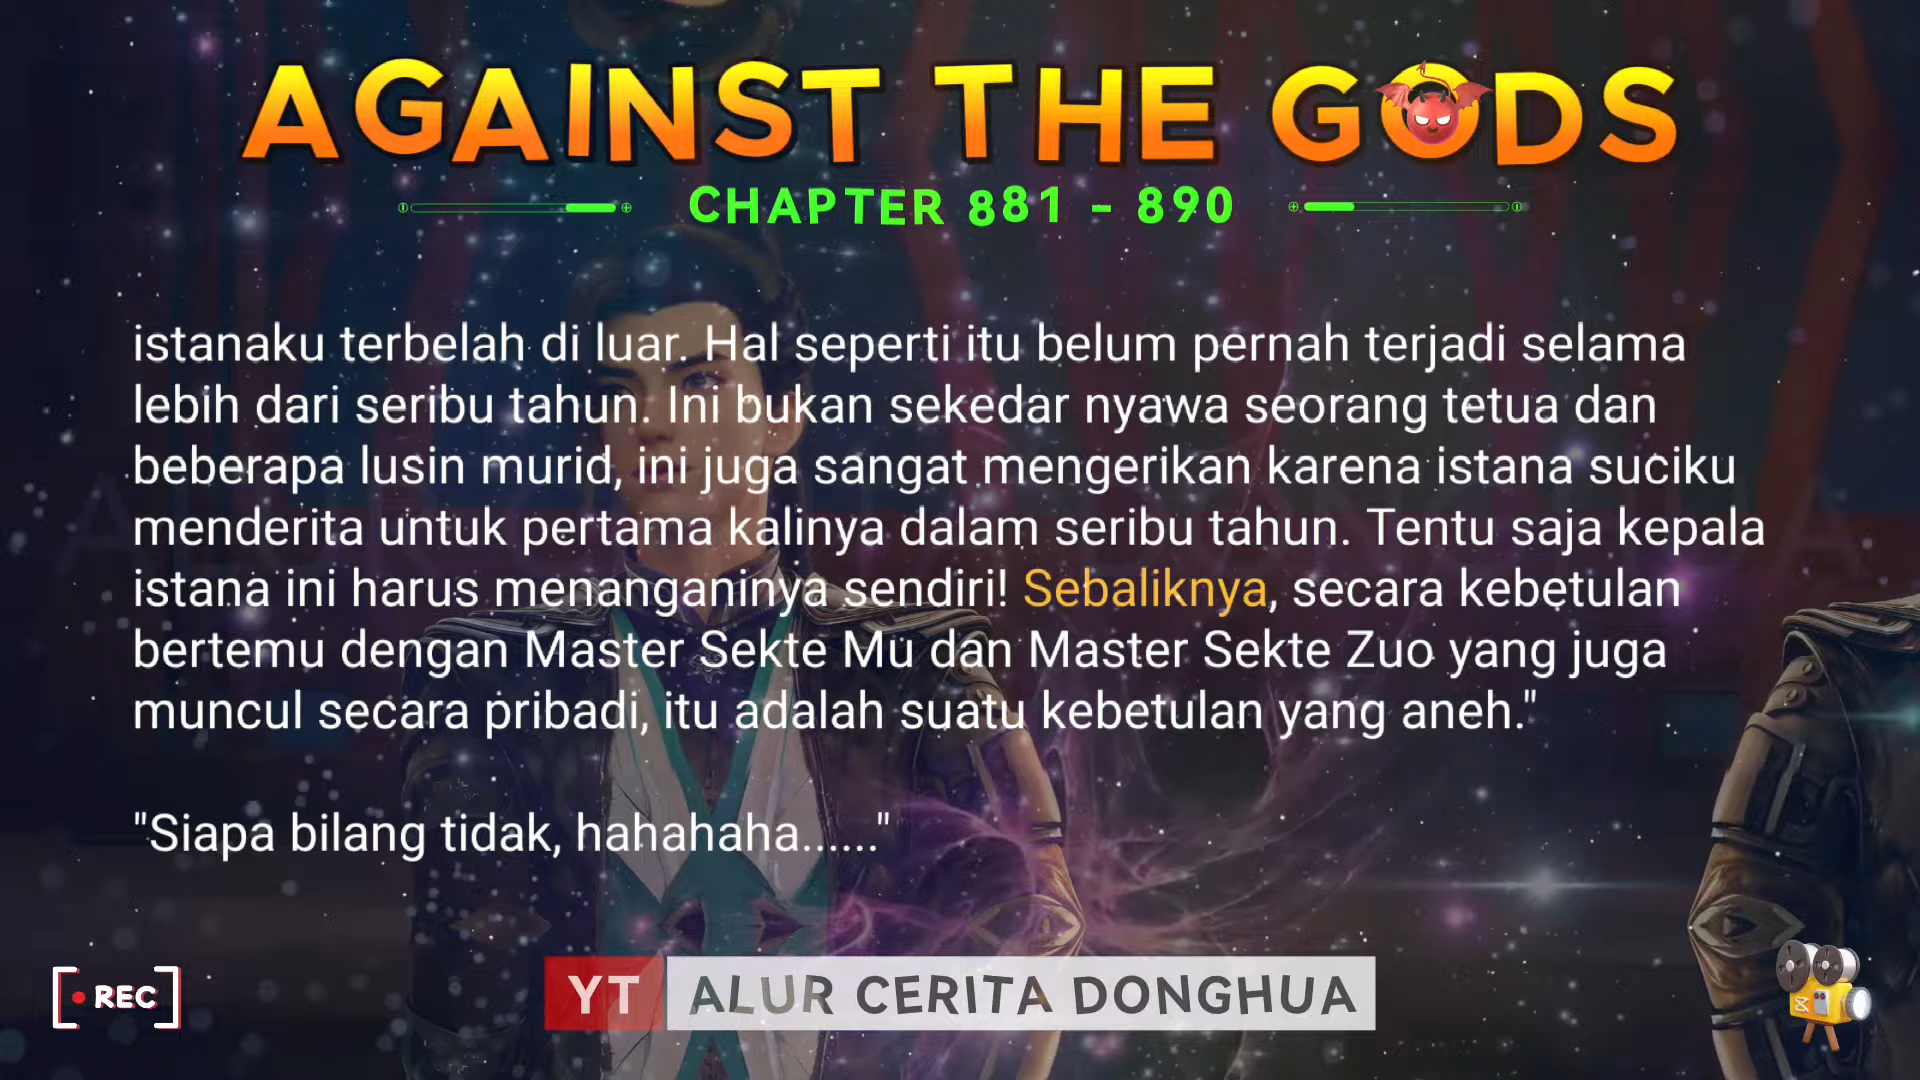 AGAINST THE GODS
CHAPTER 881 - 890
istanaku terbelah di luar. Hal seperti itu belum pernah terjadi selama
lebih dari seribu tahun. Ini bukan sekedar nyawa seorang tetua dan
beberapa lusin murid, ini juga sangat mengerikan karena istana suciku
menderita untuk pertama kalinya dalam seribu tahun. Tentu saja kepala
istana ini harus menanganinya sendiri! Sebaliknya, secara kebetulan
bertemu dengan Master Sekte Mu dan Master Sekte Zuo yang juga
muncul secara pribadi, itu adalah suatu kebetulan yang aneh."
"Siapa bilang tidak, hahahaha......"
REC
YT ALUR CERITA DONGHUA